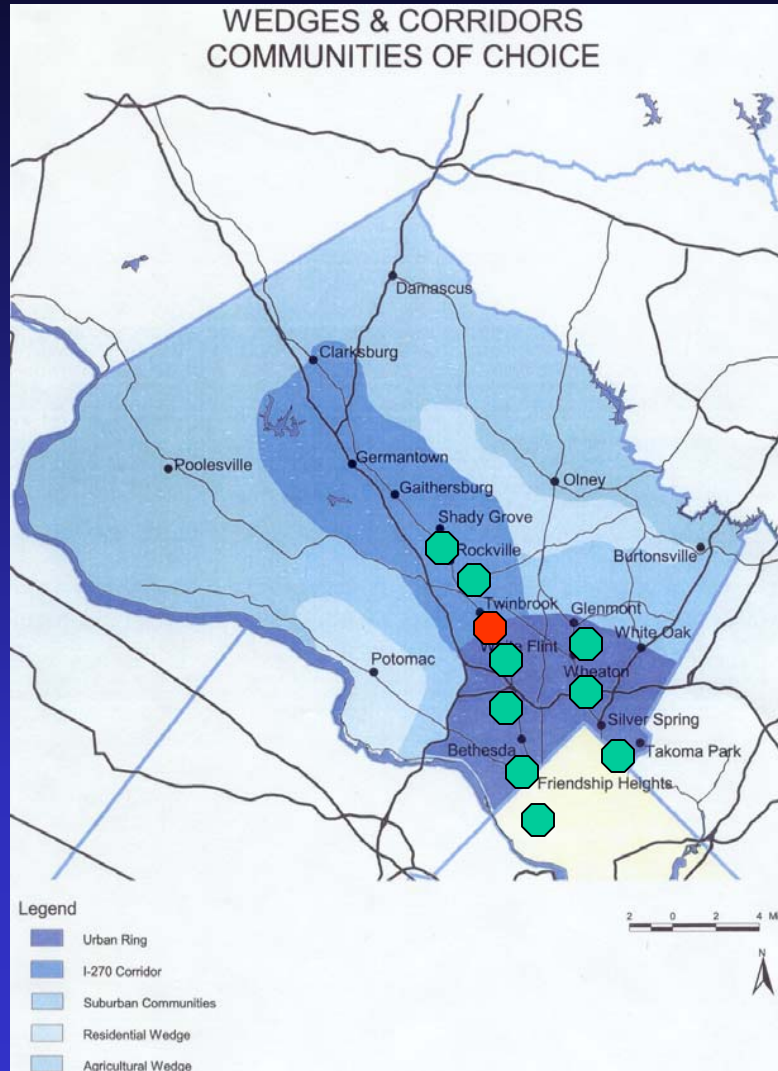 WEDGES & CORRIDORS
COMMUNITIES OF CHOICE
Damascus
Clarksburg
Germantown
Poolesville
Gaithersburg
Olney
Shady Grove
Rockville
Burtonsville
Twinbrook
Glenmont
White Oak
Flint
Potomac
Wheaton
Silver Spring
Bethesda
Takoma Park
Friendship Heights
Legend
2 0 2 4
Urban Ring
I-270 Corridor
N
Suburban Communities
Residential Wedge
Agricultural Wedge